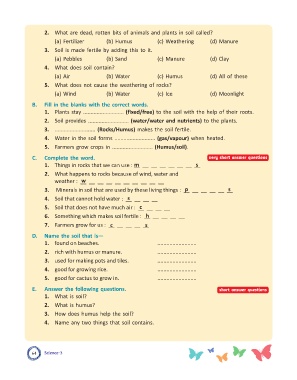 2. What are dead, rotten bits of animals and plants in soil called?
(a) Fertilizer (b) Humus (c) Weathering (d) Manure
3. Soil is made fertile by adding this to it.
(a) Pebbles (b) Sand (c) Manure (d) Clay
4. What does soil contain?
(a) Air (b) Water (c) Humus (d) All of these
5. What does not cause the weathering of rocks?
(a) Wind (b) Water (c) Ice (d) Moonlight
B. Fill in the blanks with the correct words.
1. Plants stay .................... (fixed/free) to the soil with the help of their roots.
2. Soil provides .................... (water/water and nutrients) to the plants.
3. .................... (Rocks/Humus) makes the soil fertile.
4. Water in the soil forms .................... (gas/vapour) when heated.
5. Farmers grow crops in .................... (Humus/soil).
C. Complete the word. very short answer questions
1. Things in rocks that we can use : m _ _ _ _ _ _ s
2. What happens to rocks because of wind, water and
weather : w _ _ _ _ _ _ _ _ _
3. Minerals in soil that are used by these living things : p _ _ _ _ s
4. Soil that cannot hold water : s _ _ _
5. Soil that does not have much air : c _ _ _
6. Something which makes soil fertile : h _ _ _ _
7. Farmers grow for us : c _ _ _ s
D. Name the soil that is—
1. found on beaches. ....................
2. rich with humus or manure. ....................
3. used for making pots and tiles. ....................
4. good for growing rice. ....................
5. good for cactus to grow in. ....................
E. Answer the following questions. short answer questions
1. What is soil?
2. What is humus?
3. How does humus help the soil?
4. Name any two things that soil contains.
Science-3